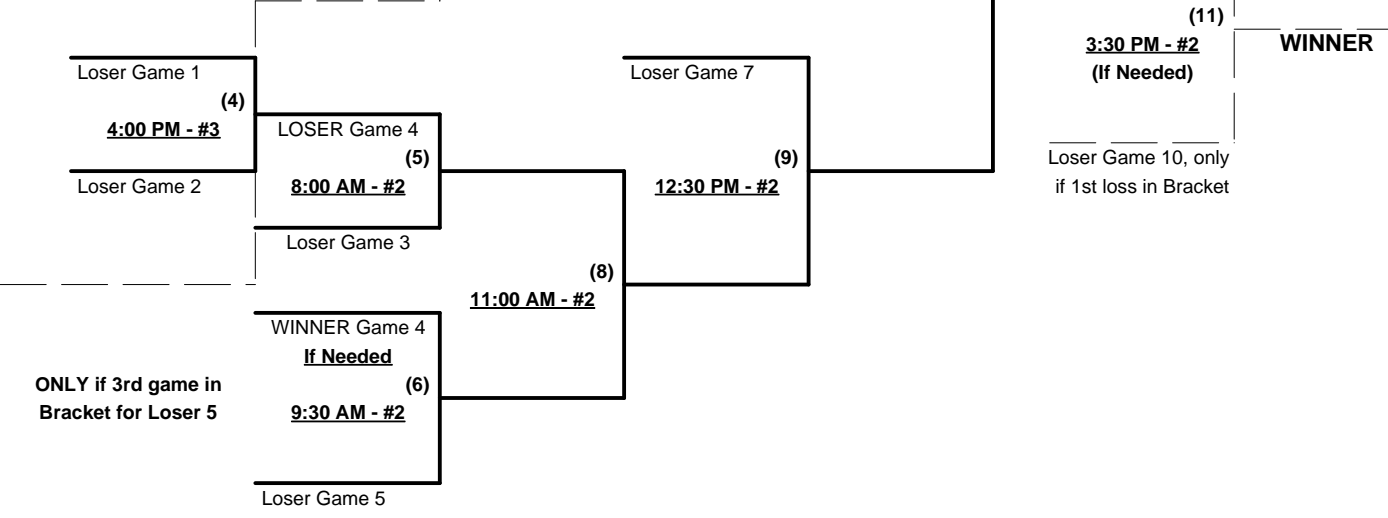 (11)
3:30 PM - #2
WINNER
(If Needed)
Loser Game 1
(4)
4:00 PM - #3
Loser Game 2
LOSER Game 4
(5)
8:00 AM - #2
Loser Game 3
Loser Game 7
(9)
12:30 PM - #2
Loser Game 10, only
if 1st loss in Bracket
(8)
11:00 AM - #2
WINNER Game 4
If Needed
(6)
9:30 AM - #2
ONLY if 3rd game in
Bracket for Loser 5
Loser Game 5